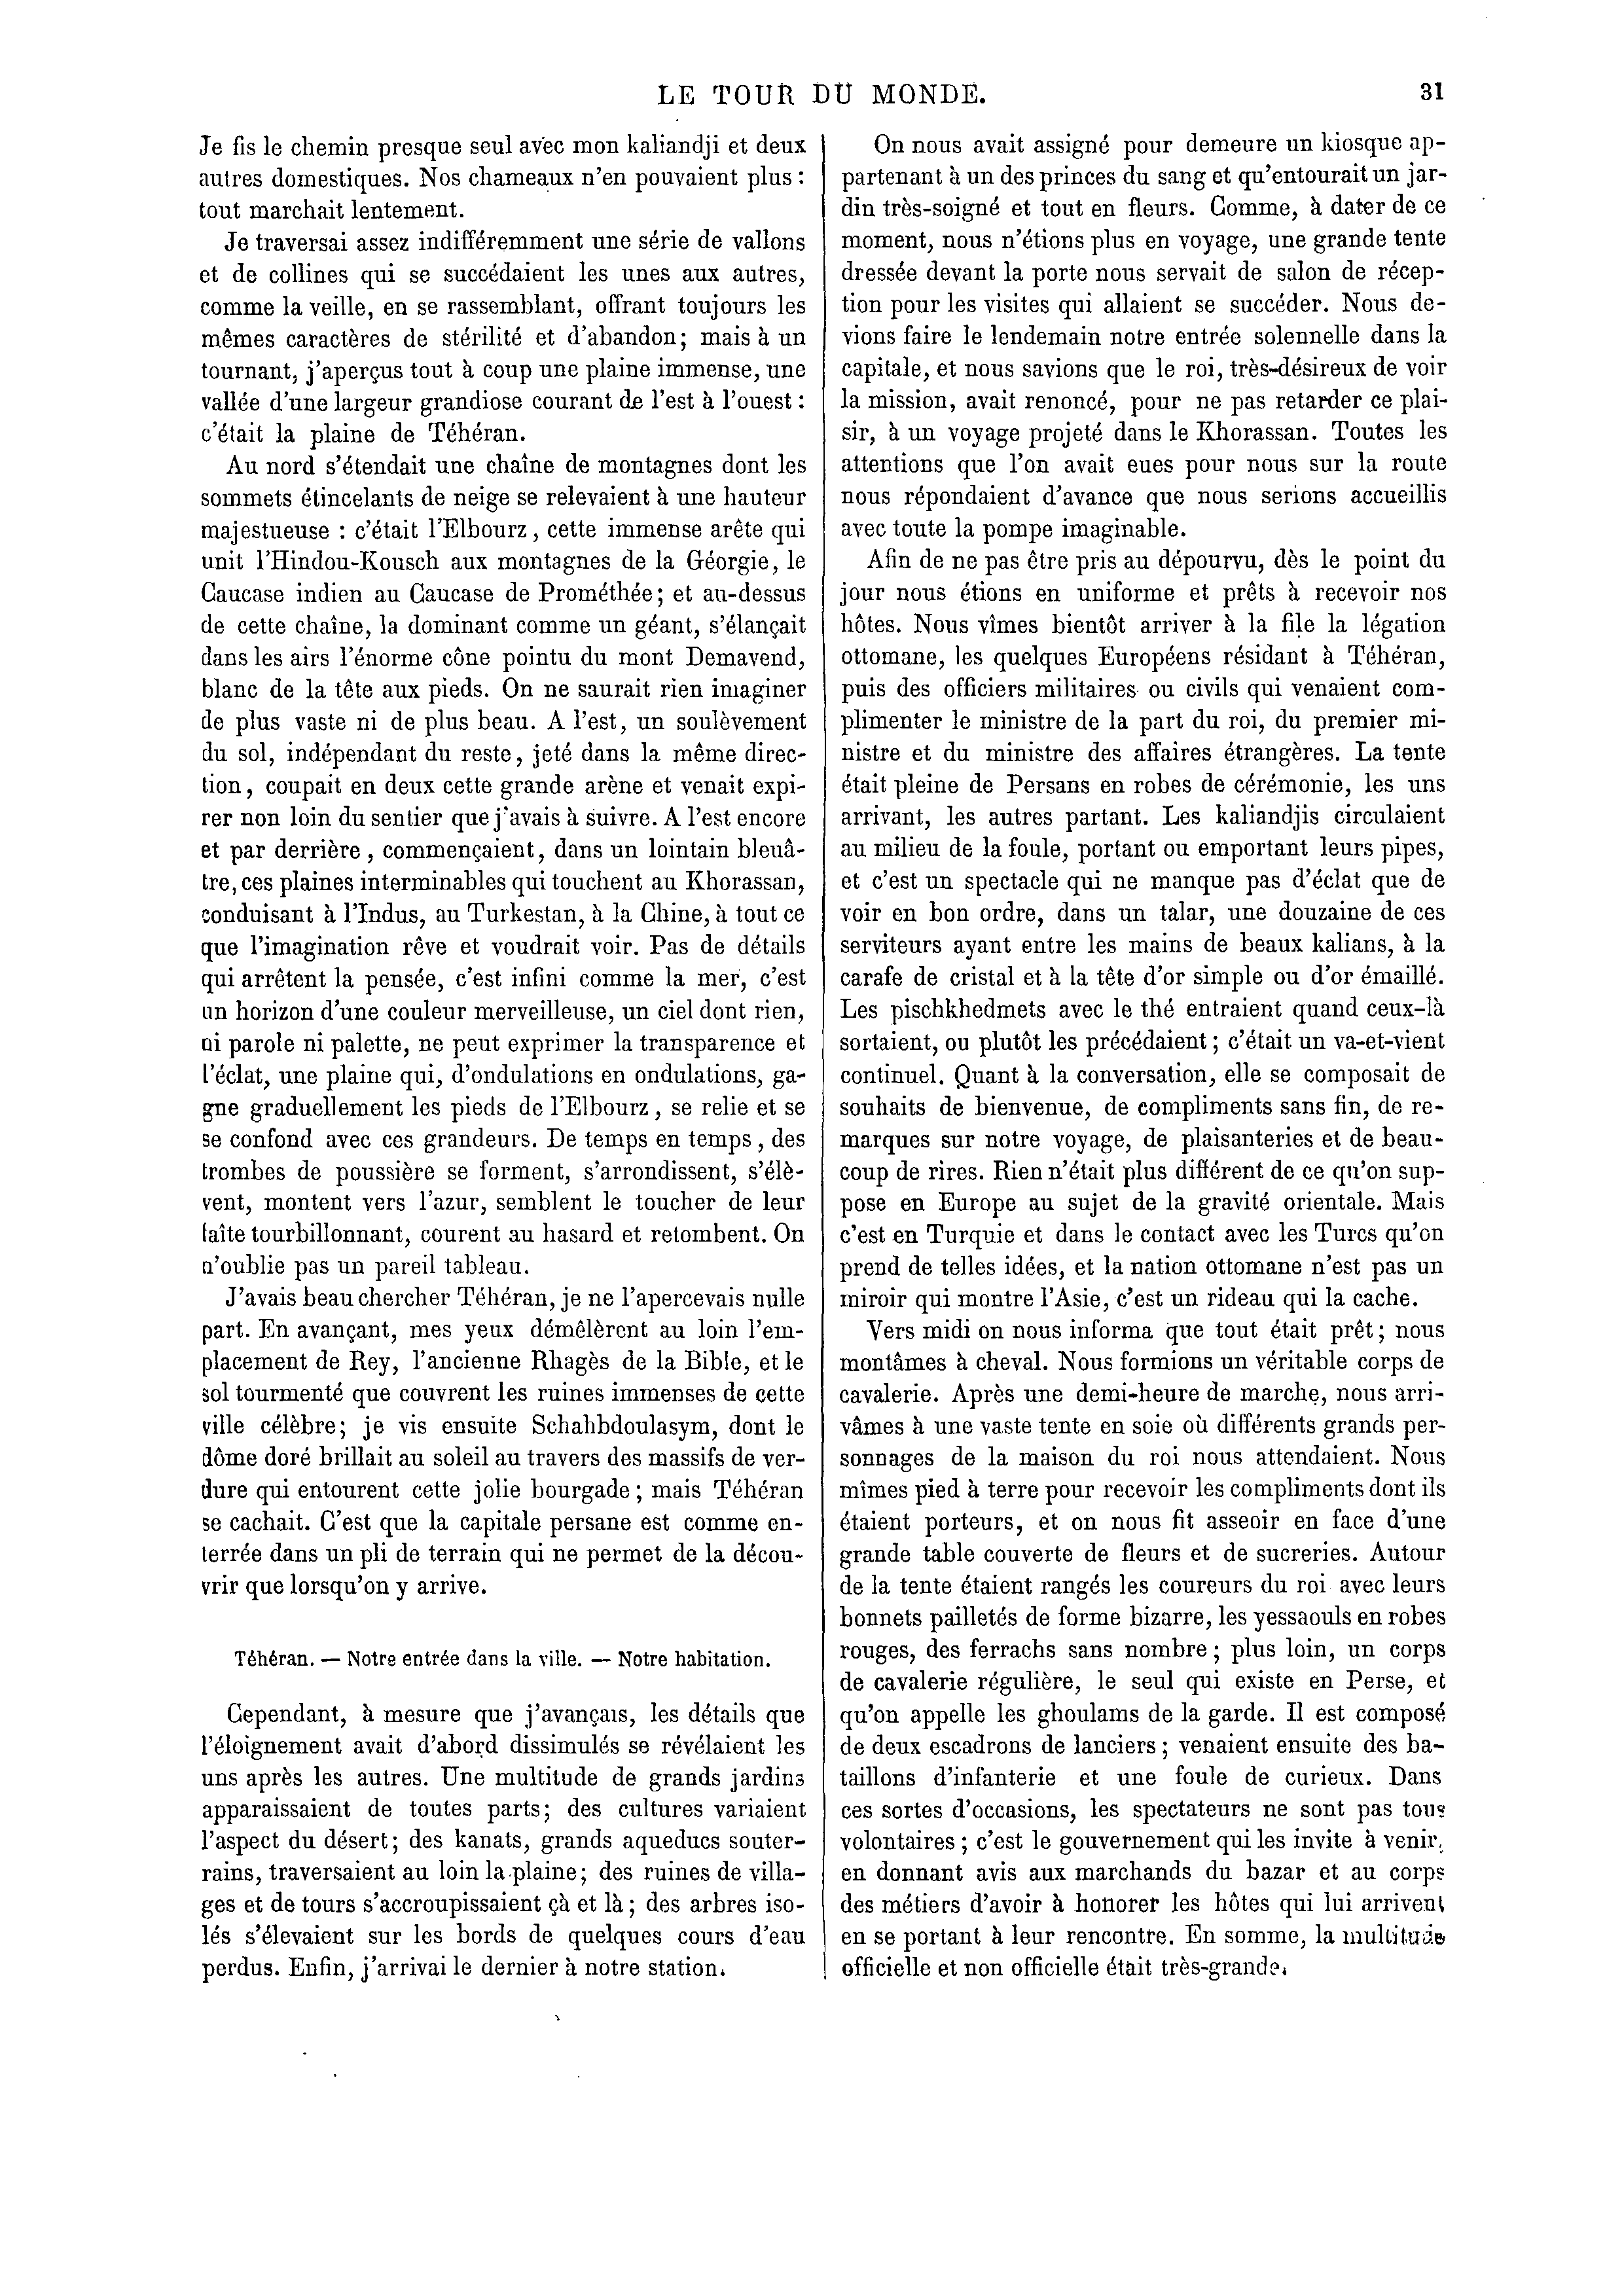 LE TOUR DU MONDE.
31
Je fis le chemin presque seul avec mon kaliandji et deux
autres domestiques. Nos chameaux n'en pouvaient plus :
tout marchait lentement.
Je traversai assez indifféremment une série de vallons
et de collines qui se succédaient les unes aux autres,
comme la veille, en se rassemblant, offrant toujours les
mêmes caractères de stérilité et d'abandon; mais à un
tournant, j'aperçus tout à coup une plaine immense, une
vallée d'une largeur grandiose courant de l'est à l'ouest :
c'était la plaine de Téhéran.
Au nord s'étendait une chaîne de montagnes dont les
sommets étincelants de neige se relevaient à une hauteur
majestueuse : c'était l'Elbourz, cette immense arête qui
unit l'Hindou-Kousch aux montagnes de la Géorgie, le
Caucase indien au Caucase de Prométhée; et au-dessus
de cette chaîne, la dominant comme un géant, s'élançait
dans les airs l'énorme cône pointu du mont Demavend,
blanc de la tête aux pieds. On ne saurait rien imaginer
de plus vaste ni de plus beau. A l'est, un soulèvement
du sol, indépendant du reste, jeté dans la même direc-
tion, coupait en deux cette grande arène et venait expi-
rer non loin du sentier que j'avais à suivre. A l'est encore
et par derrière, commençaient, dans un lointain bleuâ-
tre, ces plaines interminables qui touchent au Khorassan,
conduisant à l'Indus, au Turkestan, à la Chine, à tout ce
que l'imagination rêve et voudrait voir. Pas de détails
qui arrêtent la pensée, c'est infini comme la mer, c'est
un horizon d'une couleur merveilleuse, un ciel dont rien,
ni parole ni palette, ne peut exprimer la transparence et
l'éclat, une plaine qui, d'ondulations en ondulations, ga-
gne graduellement les pieds de l'Elbourz, se relie et se
se confond avec ces grandeurs. De temps en temps, des
trombes de poussière se forment, s'arrondissent, s'élè-
vent, montent vers l'azur, semblent le toucher de leur
faîte tourbillonnant, courent au hasard et retombent. On
n'oublie pas un pareil tableau.
J'avais beau chercher Téhéran, je ne l'apercevais nulle
part. En avançant, mes yeux démêlèrent au loin l'em-
placement de Rey, l'ancienne Rhagès de la Bible, et le
sol tourmenté que couvrent les ruines immenses de cette
ville célèbre; je vis ensuite Schahbdoulasym, dont le
dôme doré brillait au soleil au travers des massifs de ver-
dure qui entourent cette jolie bourgade; mais Téhéran
se cachait. C'est que la capitale persane est comme en-
terrée dans un pli de terrain qui ne permet de la décou-
vrir que lorsqu'on y arrive.
Téhéran. — Notre entrée dans la ville. — Notre habitation.
Cependant, à mesure que j'avançais, les détails que
l'éloignement avait d'abord dissimulés se révélaient les
uns après les autres. Une multitude de grands jardins
apparaissaient de toutes parts; des cultures variaient
l'aspect du désert; des kanats, grands aqueducs souter-
rains, traversaient au loin la plaine; des ruines de villa-
ges et de tours s'accroupissaient çà et là; des arbres iso-
lés s'élevaient sur les bords de quelques cours d'eau
perdus. Enfin, j'arrivai le dernier à notre station.
On nous avait assigné pour demeure un kiosque ap-
partenant à un des princes du sang et qu'entourait un jar-
din très-soigné et tout en fleurs. Comme, à dater de ce
moment, nous n'étions plus en voyage, une grande tente
dressée devant la porte nous servait de salon de récep-
tion pour les visites qui allaient se succéder. Nous de-
vions faire le lendemain notre entrée solennelle dans la
capitale, et nous savions que le roi, très-désireux de voir
la mission, avait renoncé, pour ne pas retarder ce plai-
sir, à un voyage projeté dans le Khorassan. Toutes les
attentions que l'on avait eues pour nous sur la route
nous répondaient d'avance que nous serions accueillis
avec toute la pompe imaginable.
Afin de ne pas être pris au dépourvu, dès le point du
jour nous étions en uniforme et prêts à recevoir nos
hôtes. Nous vîmes bientôt arriver à la file la légation
ottomane, les quelques Européens résidant à Téhéran,
puis des officiers militaires ou civils qui venaient com-
plimenter le ministre de la part du roi, du premier mi-
nistre et du ministre des affaires étrangères. La tente
était pleine de Persans en robes de cérémonie, les uns
arrivant, les autres partant. Les kaliandjis circulaient
au milieu de la foule, portant ou emportant leurs pipes,
et c'est un spectacle qui ne manque pas d'éclat que de
voir en bon ordre, dans un talar, une douzaine de ces
serviteurs ayant entre les mains de beaux kalians, à la
carafe de cristal et à la tête d'or simple ou d'or émaillé.
Les pischkhedmets avec le thé entraient quand ceux-là
sortaient, ou plutôt les précédaient; c'était un va-et-vient
continuel. Quant à la conversation, elle se composait de
souhaits de bienvenue, de compliments sans fin, de re-
marques sur notre voyage, de plaisanteries et de beau-
coup de rires. Rien n'était plus différent de ce qu'on sup-
pose en Europe au sujet de la gravité orientale. Mais
c'est en Turquie et dans le contact avec les Turcs qu'on
prend de telles idées, et la nation ottomane n'est pas un
miroir qui montre l'Asie, c'est un rideau qui la cache.
Vers midi on nous informa que tout était prêt; nous
montâmes à cheval. Nous formions un véritable corps de
cavalerie. Après une demi-heure de marche, nous arri-
vâmes à une vaste tente en soie où différents grands per-
sonnages de la maison du roi nous attendaient. Nous
mîmes pied à terre pour recevoir les compliments dont ils
étaient porteurs, et on nous fit asseoir en face d'une
grande table couverte de fleurs et de sucreries. Autour
de la tente étaient rangés les coureurs du roi avec leurs
bonnets pailletés de forme bizarre, les yessaouls en robes
rouges, des ferrachs sans nombre; plus loin, un corps
de cavalerie régulière, le seul qui existe en Perse, et
qu'on appelle les ghoulams de la garde. Il est composé
de deux escadrons de lanciers; venaient ensuite des ba-
taillons d'infanterie et une foule de curieux. Dans
ces sortes d'occasions, les spectateurs ne sont pas tous
volontaires; c'est le gouvernement qui les invite à venir,
en donnant avis aux marchands du bazar et au corps
des métiers d'avoir à honorer les hôtes qui lui arrivent
en se portant à leur rencontre. En somme, la multitude
officielle et non officielle était très-grande.